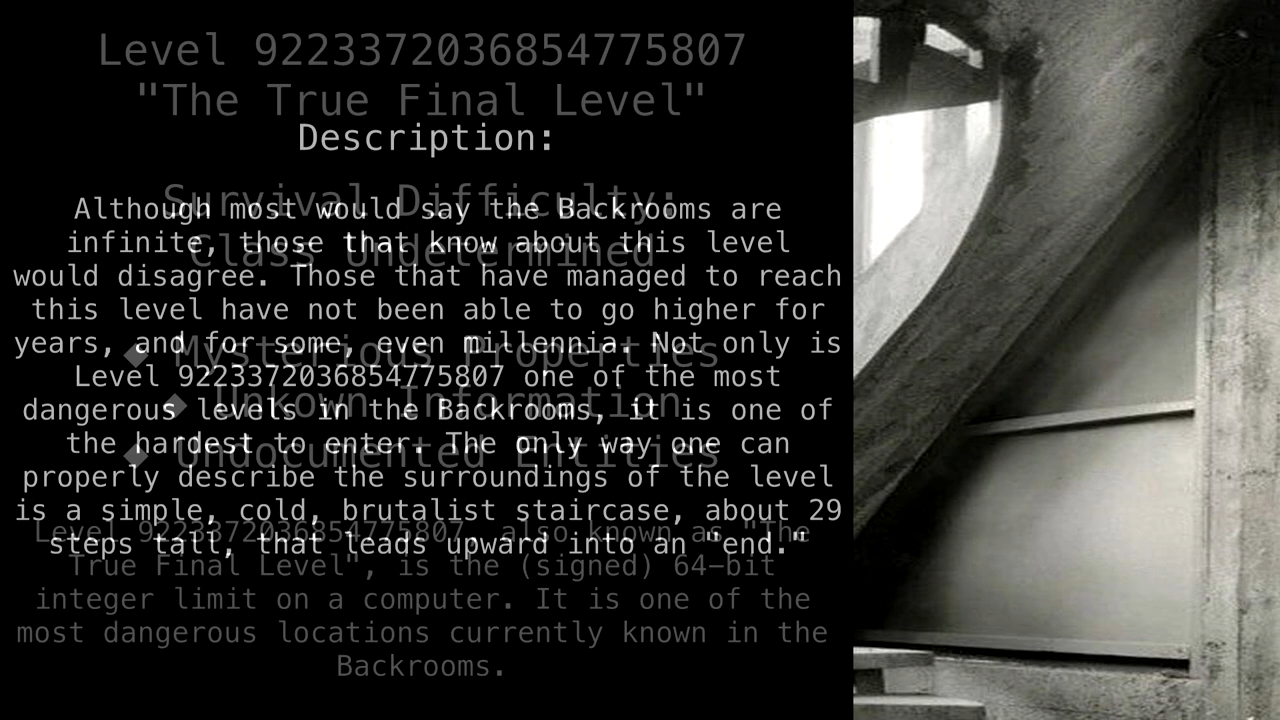 Level 9223372036854775807
"The True Final Level"
Description:
Survival Difficulty:
Class Undetermined
◆ Mysterious Properties
◆ Unkown Information
◆ Undocumented Entities
Level 9223372036854775807, also known as "The
True Final Level", is the (signed) 64-bit
integer limit on a computer. It is one of the
most dangerous locations currently known in the
Backrooms.
Although most would say the Backrooms are
infinite, those that know about this level
would disagree. Those that have managed to reach
this level have not been able to go higher for
years, and for some, even millennia. Not only is
Level 9223372036854775807 one of the most
dangerous levels in the Backrooms, it is one of
the hardest to enter. The only way one can
properly describe the surroundings of the level
is a simple, cold, brutalist staircase, about 29
steps tall, that leads upward into an "end."